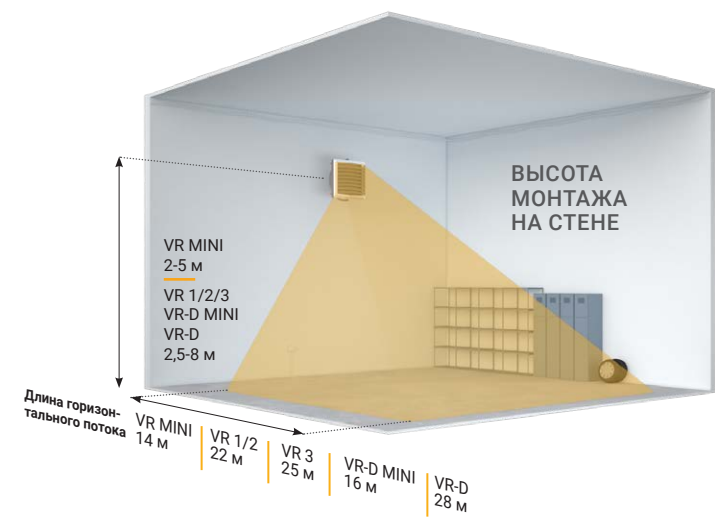 ВЫСОТА
МОНТАЖА
НА СТЕНЕ
VR MINI
2-5 м
VR 1/2/3
VR-D MINI
VR-D
2,5-8 м
Длина горизон-
тального потока
VR MINI
14 м
VR 1/2
22 м
VR 3
25 м
VR-D MINI
16 м
VR-D
28 м